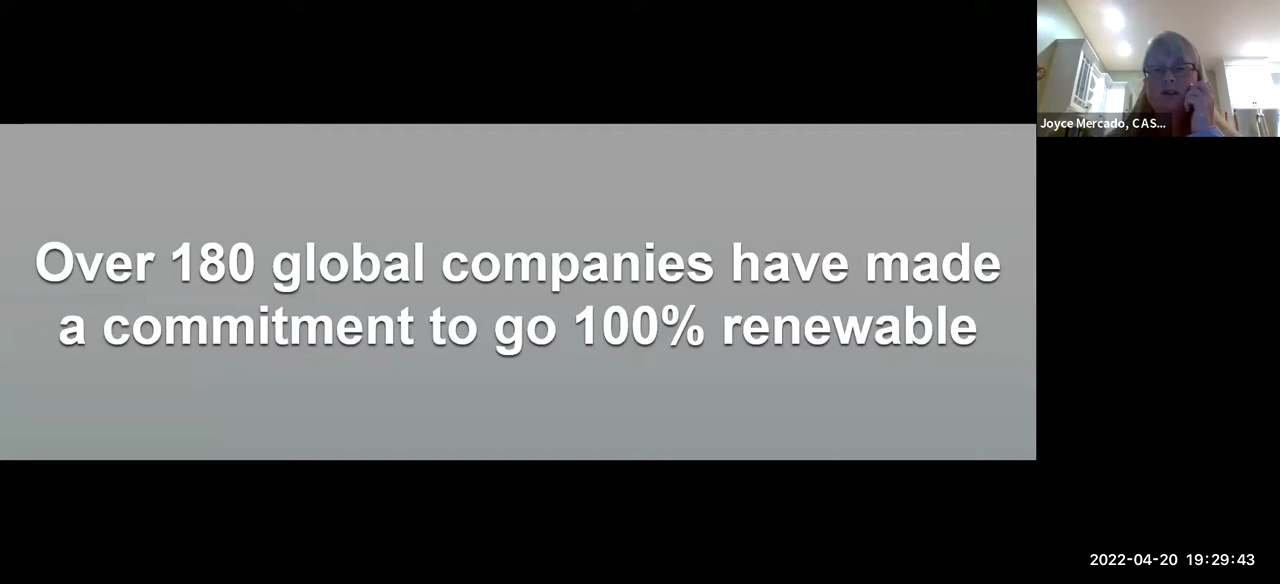 Over 180 global companies have made
a commitment to go 100% renewable
Joyce Mercado, CAS...
2022-04-20 19:29:43